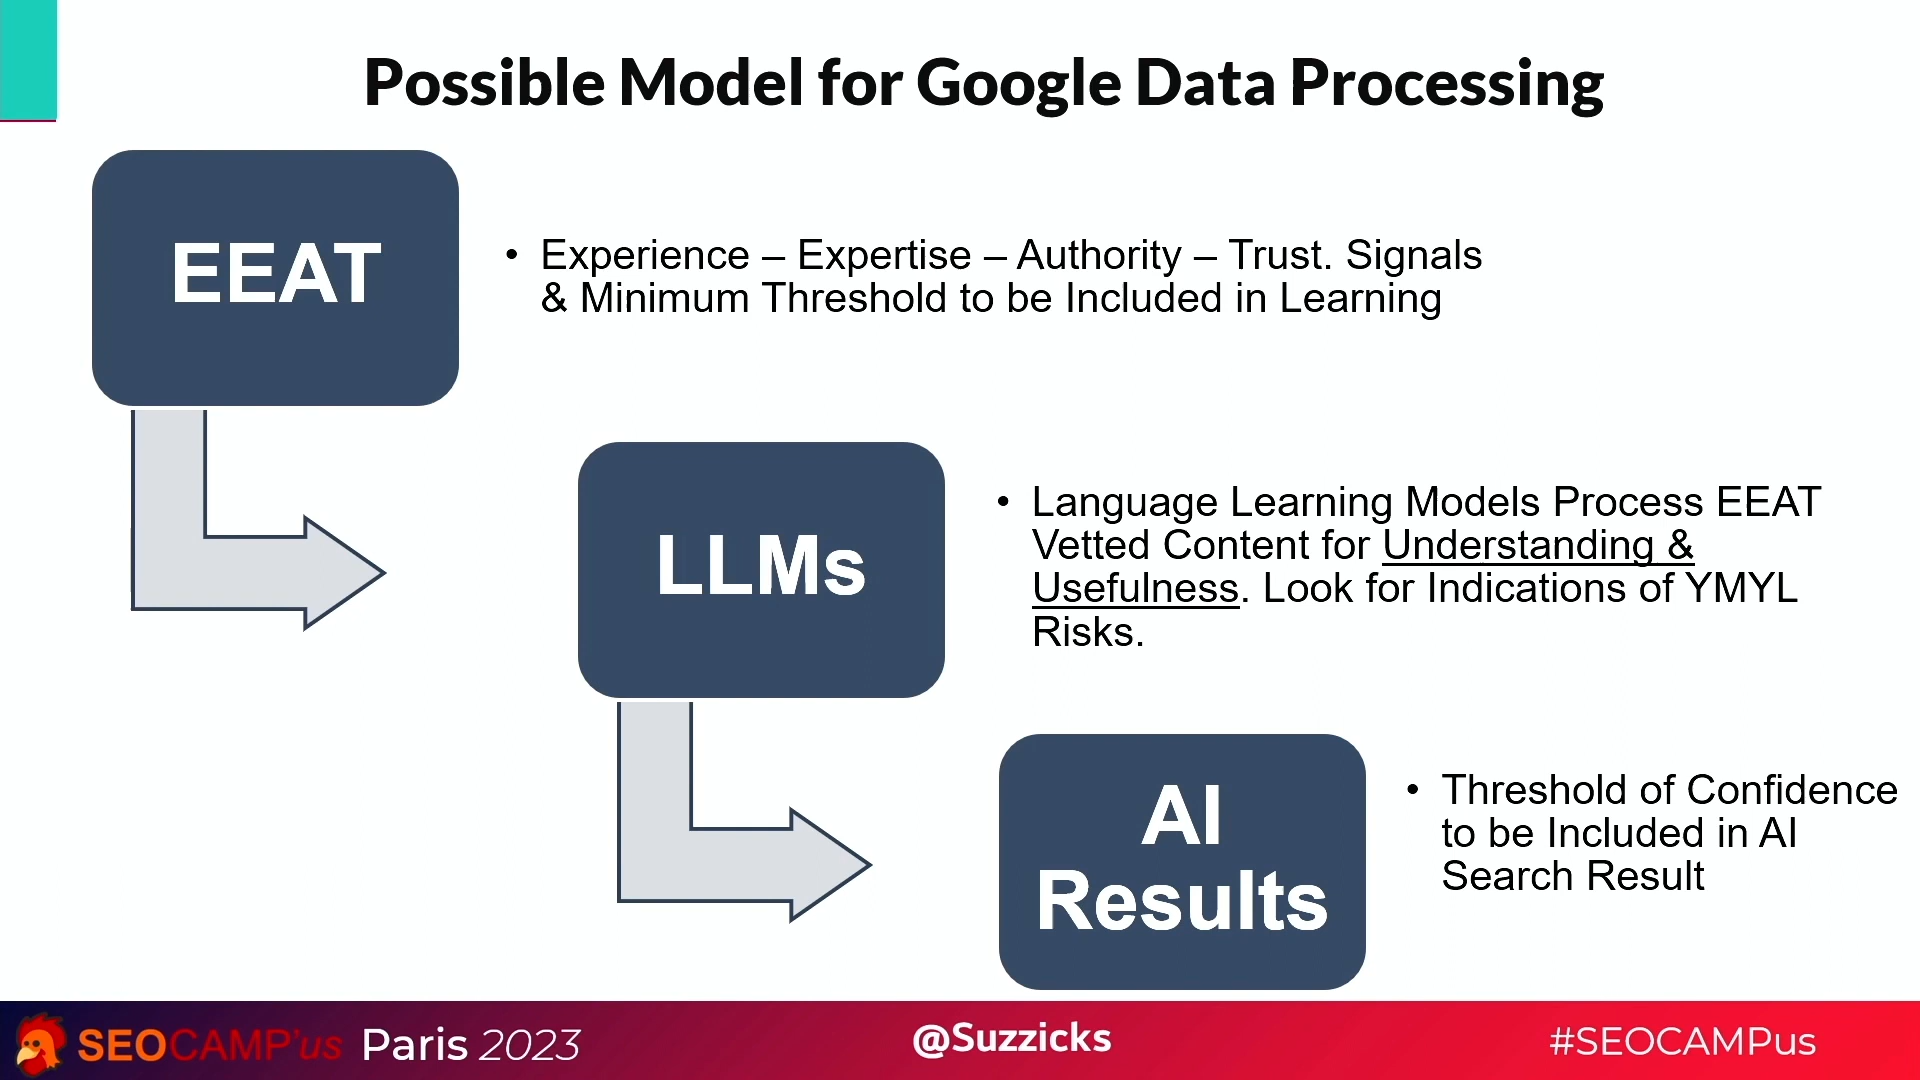 Possible Model for Google Data Processing
EEAT
• Experience – Expertise – Authority – Trust. Signals
& Minimum Threshold to be Included in Learning
LLMs
• Language Learning Models Process EEAT
Vetted Content for Understanding &
Usefulness. Look for Indications of YMYL
Risks.
AI
Results
• Threshold of Confidence
to be Included in AI
Search Result
SEOCAMP'us Paris 2023
@Suzzicks
#SEOCAMPus